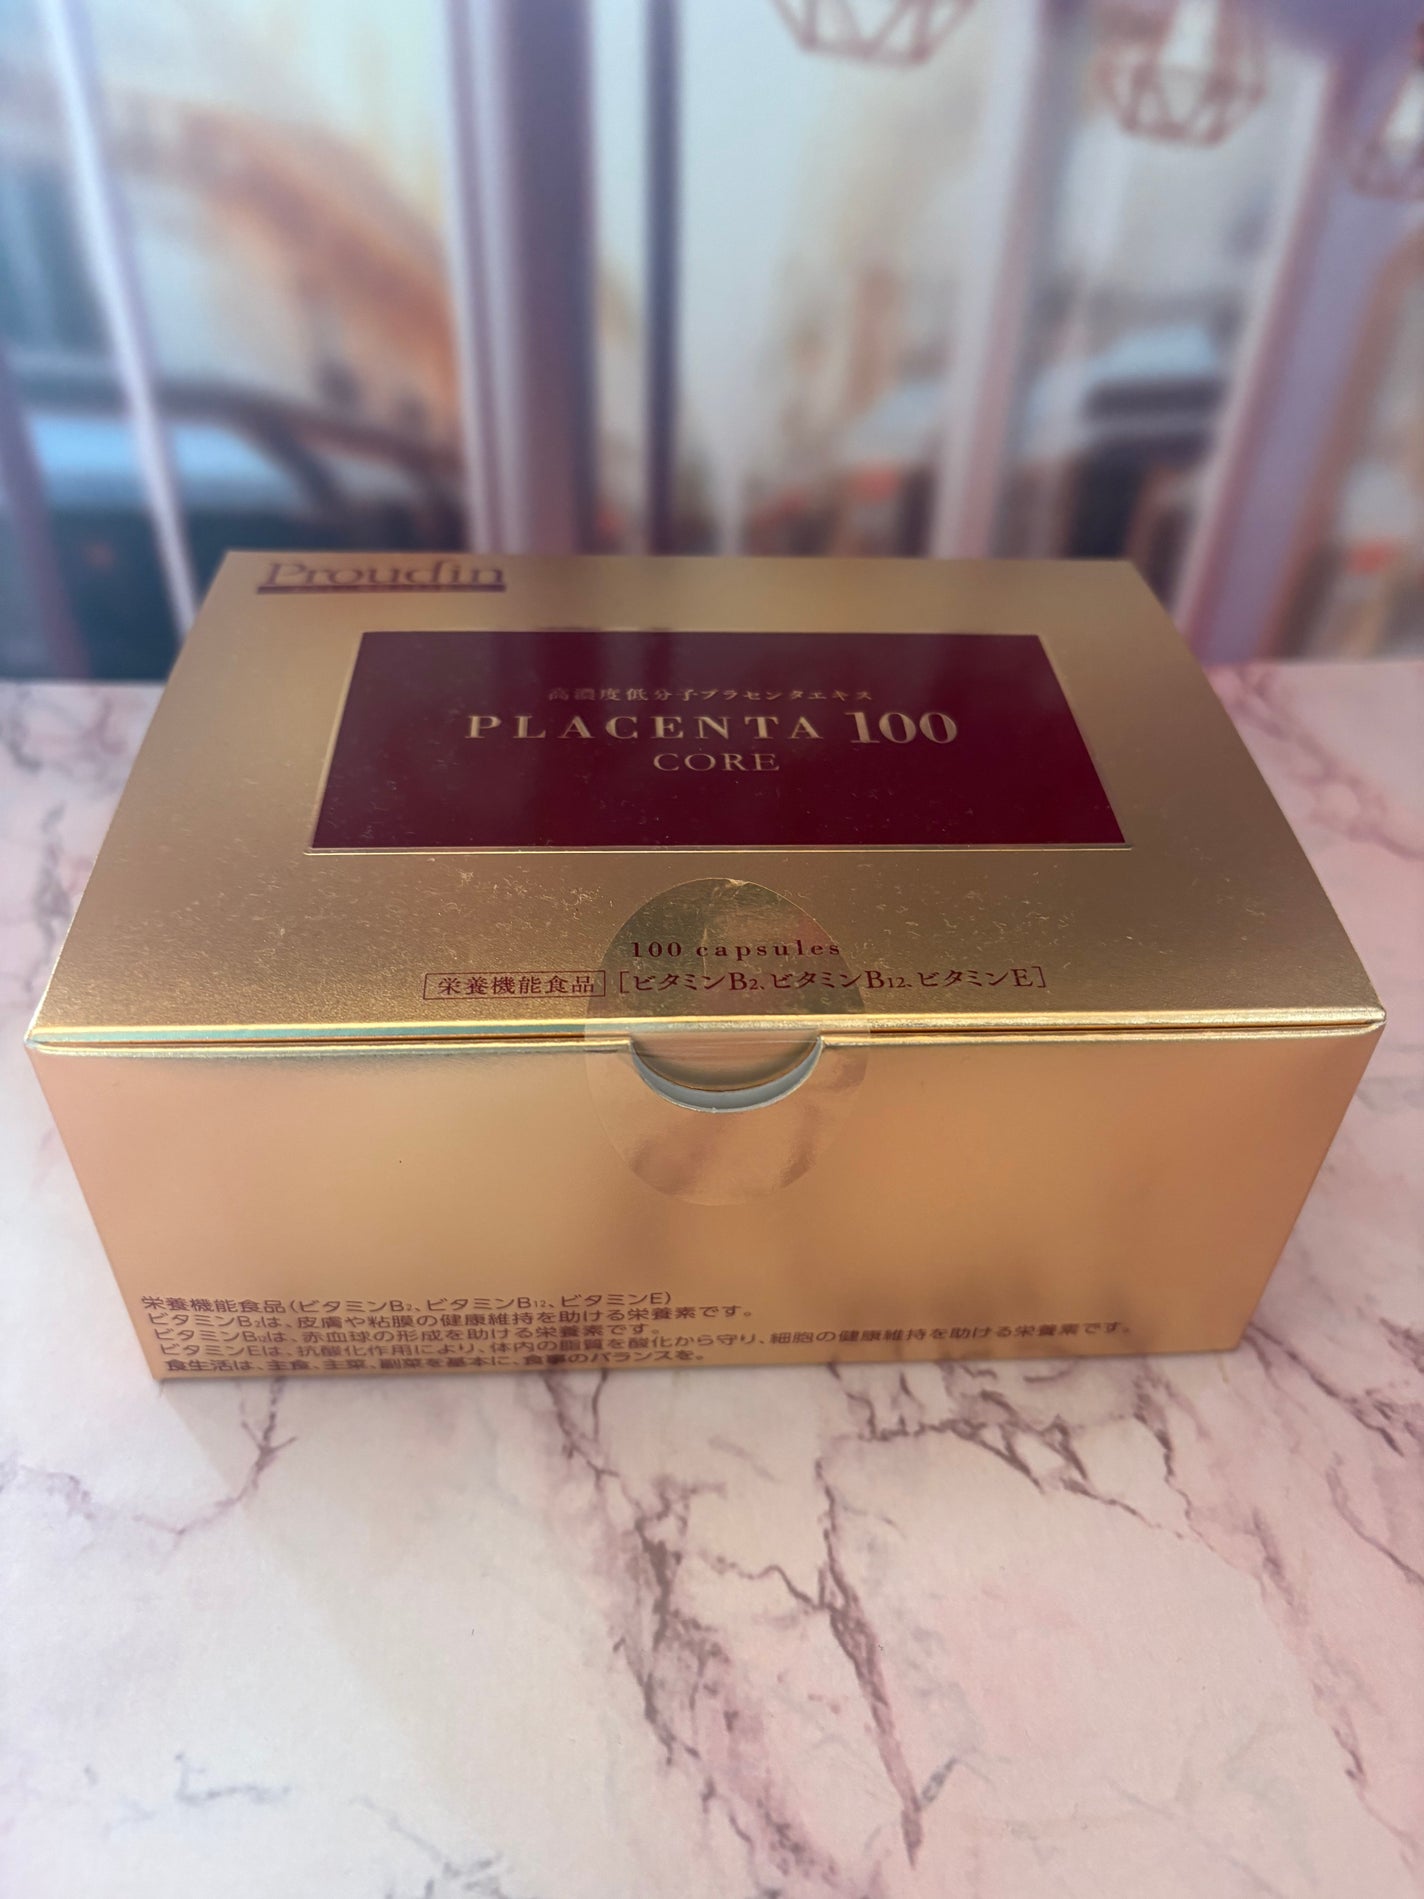 Proudin
高濃度低分子プラセンタエキス
PLACENTA 100
CORE
100 capsules
栄養機能食品 [ビタミンB2、ビタミンB12、ビタミンE]
栄養機能食品(ビタミンB2、ビタミンB12、ビタミンE)
ビタミンB2は、皮膚や粘膜の健康維持を助ける栄養素です。
ビタミンB12は、赤血球の形成を助ける栄養素です。
ビタミンEは、抗酸化作用により、体内の脂質を酸化から守り、細胞の健康維持を助ける栄養素です。
食生活は、主食、主菜、副菜を基本に、食事のバランスを。